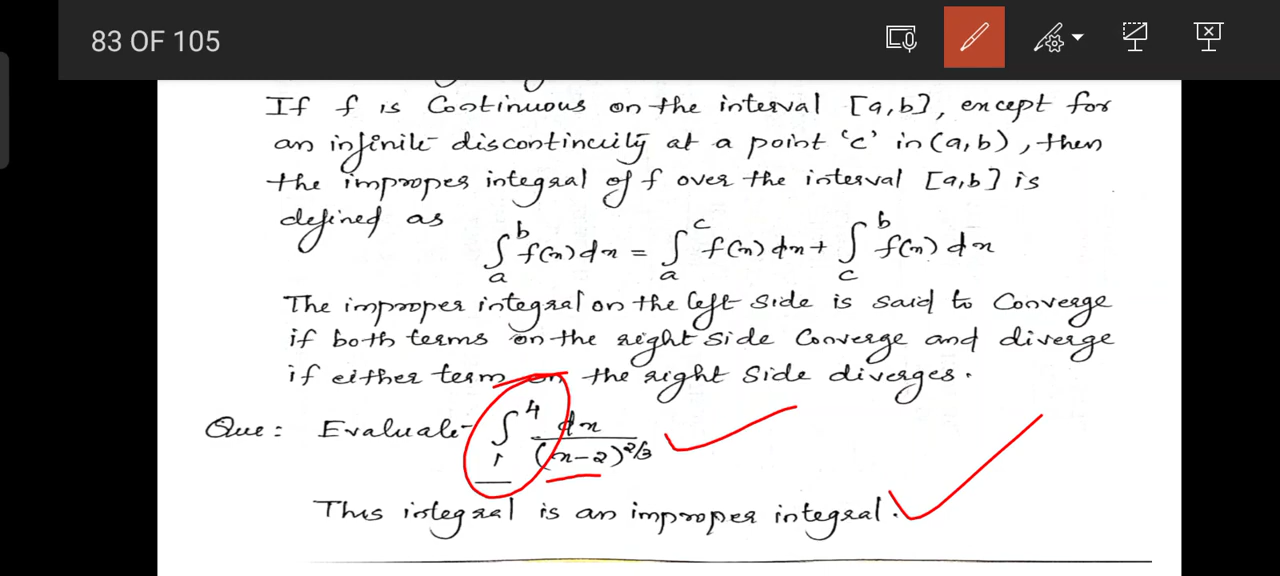 83 OF 105
If f is Continuous on the interval [a,b], except for
an infinite discontinuity at a point 'c' in (a,b), then
the improper integral of f over the interval [a,b] is
defined as
∫_a^b f(x) dx = ∫_a^c f(x) dx + ∫_c^b f(x) dx
The improper integral on the left side is said to Converge
if both terms on the right side Converge and diverge
if either term on the right side diverges.
Que: Evaluate ∫_1^4 dx/(x-2)^2/3
This integral is an improper integral.